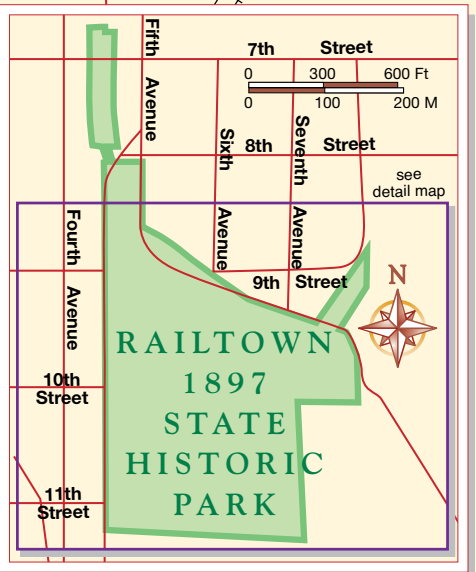 Fifth
Avenue
7th Street
0 300 600 Ft
0 100 200 M
Sixth
Avenue
8th Street
Seventh
Avenue
see
detail map
Fourth
Avenue
9th Street
N
RAILTOWN
1897
STATE
HISTORIC
PARK
10th
Street
11th
Street